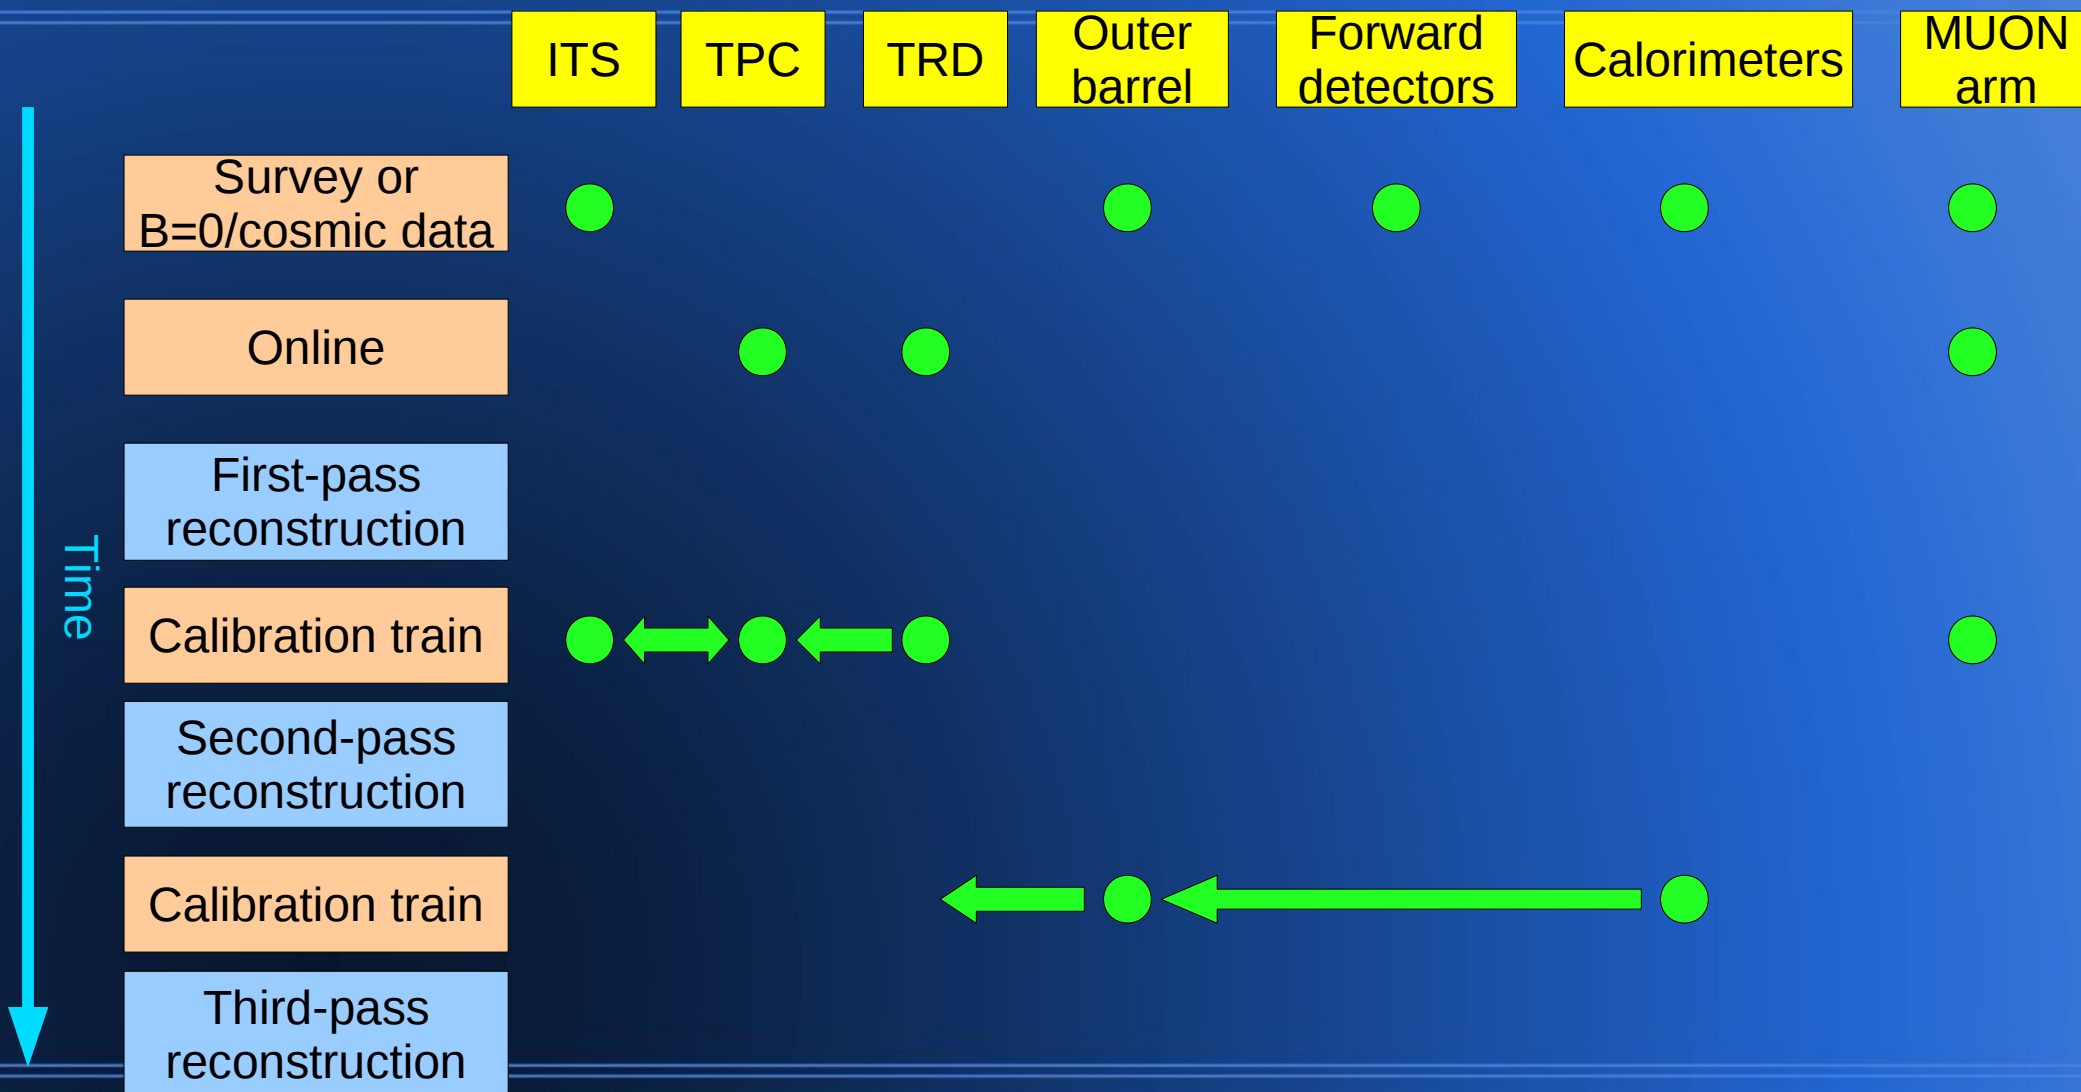 ITS
TPC
TRD
Outer
barrel
Forward
detectors
Calorimeters
MUON
arm
Survey or
B=0/cosmic data
Online
First-pass
reconstruction
Time
Calibration train
Second-pass
reconstruction
Calibration train
Third-pass
reconstruction